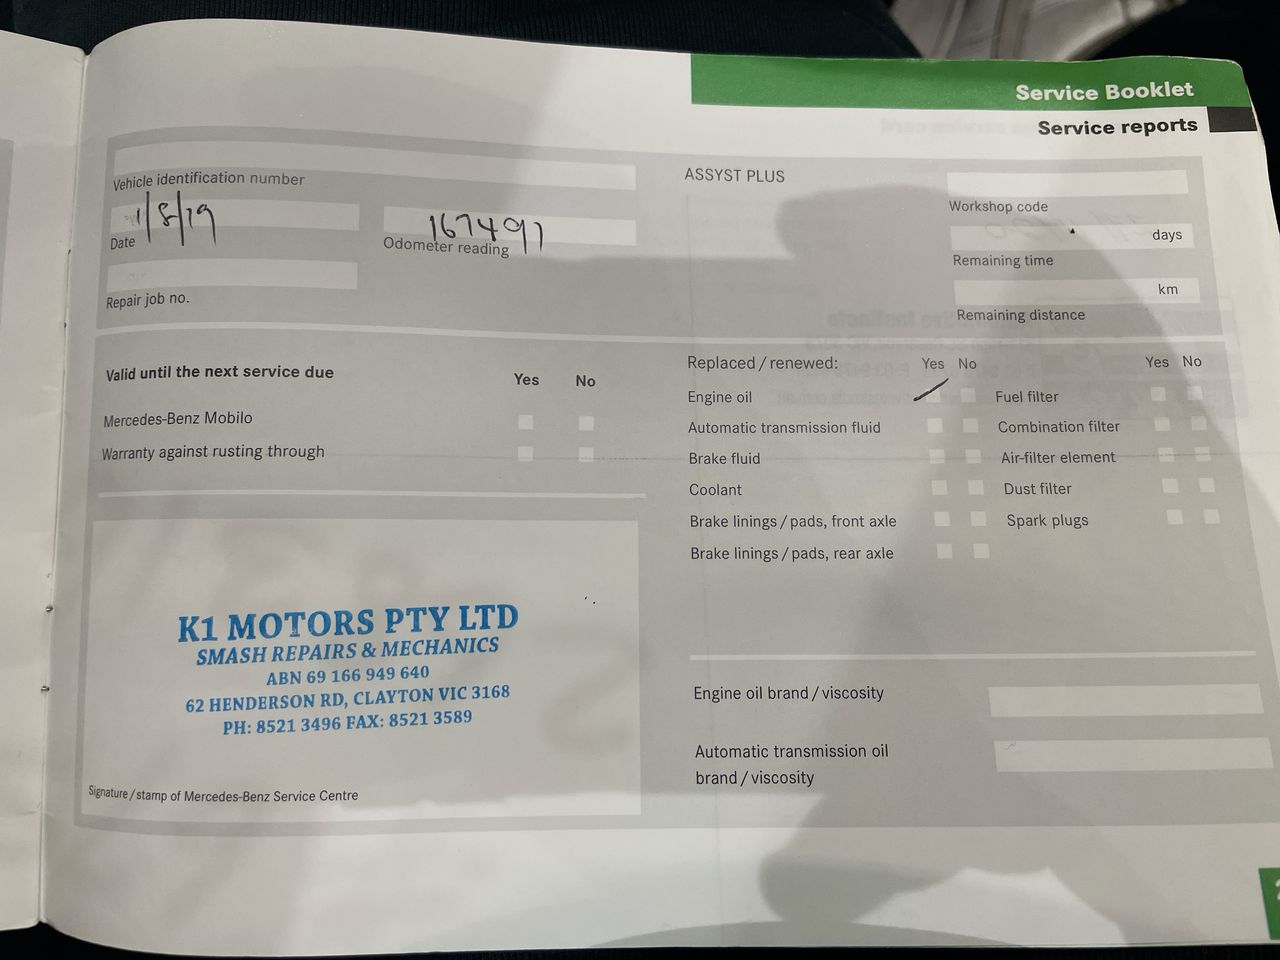 Service Booklet
Service reports
Vehicle identification number
1/8/19
Date
167497
Odometer reading
Repair job no.
ASSYST PLUS
Workshop code
days
Remaining time
km
Remaining distance
Valid until the next service due
Yes No
Mercedes-Benz Mobilo
Warranty against rusting through
Replaced / renewed: Yes No
Engine oil
Automatic transmission fluid
Brake fluid
Coolant
Brake linings / pads, front axle
Brake linings / pads, rear axle
Yes No
Fuel filter
Combination filter
Air-filter element
Dust filter
Spark plugs
K1 MOTORS PTY LTD
SMASH REPAIRS & MECHANICS
ABN 69 166 949 640
62 HENDERSON RD, CLAYTON VIC 3168
PH: 8521 3496 FAX: 8521 3589
Signature / stamp of Mercedes-Benz Service Centre
Engine oil brand / viscosity
Automatic transmission oil
brand / viscosity